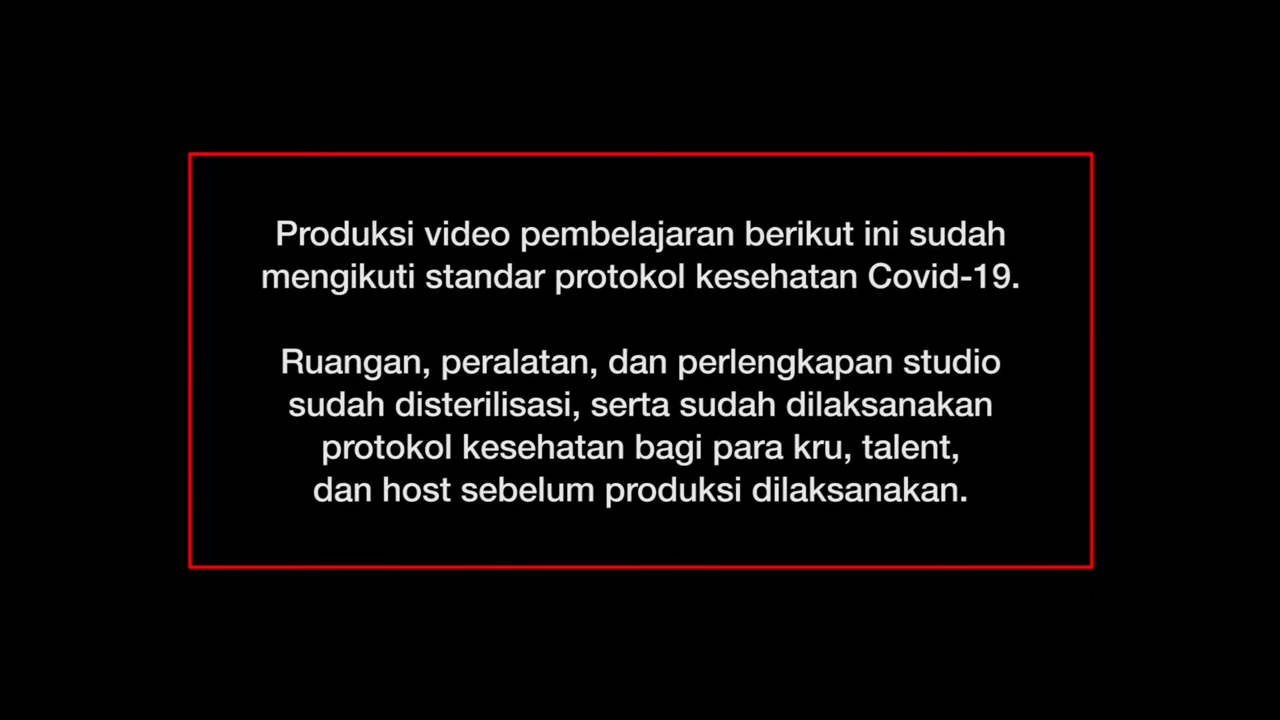 Produksi video pembelajaran berikut ini sudah
mengikuti standar protokol kesehatan Covid-19.
Ruangan, peralatan, dan perlengkapan studio
sudah disterilisasi, serta sudah dilaksanakan
protokol kesehatan bagi para kru, talent,
dan host sebelum produksi dilaksanakan.